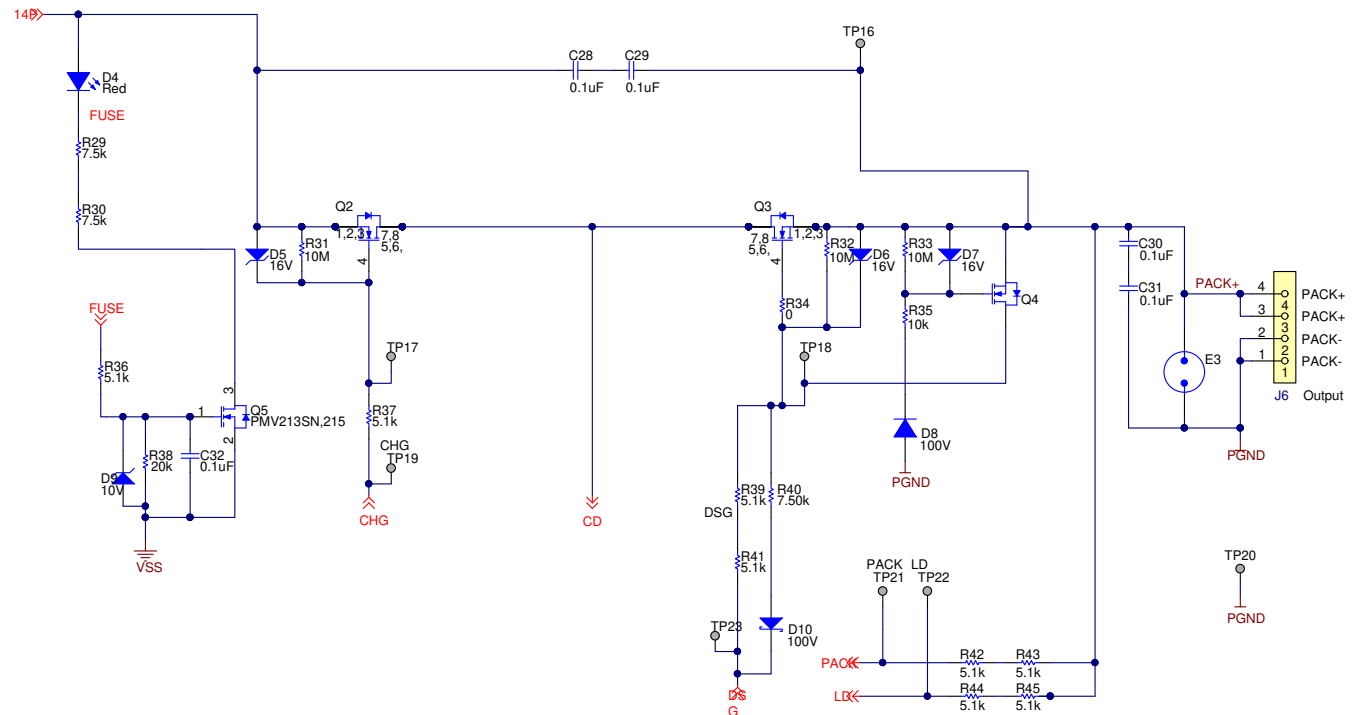 14P
TP16
C28
0.1uF
C29
0.1uF
D4
Red
FUSE
R29
7.5k
R30
7.5k
Q2
1,2,3
7,8
5,6,
4
D5
16V
R31
10M
Q3
7,8
5,6,
1,2,3
4
R32
10M
D6
16V
R33
10M
D7
16V
Q4
R34
0
R35
10k
C30
0.1uF
C31
0.1uF
PACK+
4
3
2
1
4
3
2
1
PACK+
PACK+
PACK-
PACK-
J6
Output
E3
PGND
FUSE
R36
5.1k
1
3
2
Q5
PMV213SN,215
D9
10V
R38
20k
C32
0.1uF
VSS
TP17
R37
5.1k
CHG
TP19
CHG
CD
TP18
D8
100V
PGND
R39
5.1k
R40
7.50k
DSG
R41
5.1k
TP23
D10
100V
DS
G
PACK
TP21
LD
TP22
PACK
LD
R42
5.1k
R43
5.1k
R44
5.1k
R45
5.1k
TP20
PGND